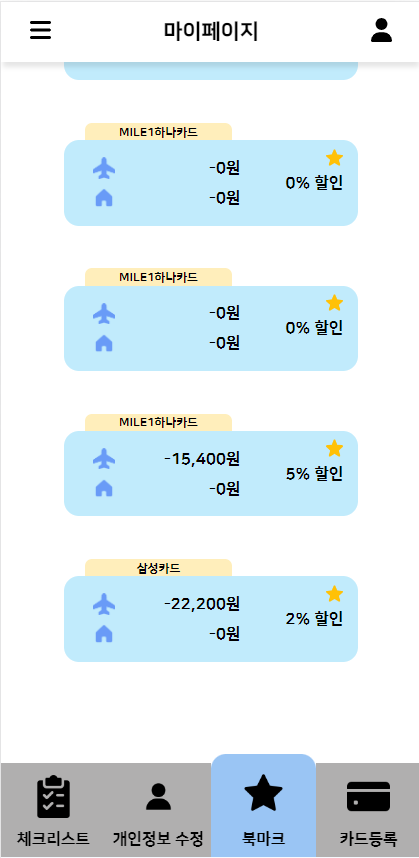 마이페이지
MILE1하나카드
-0원
0% 할인
-0원
MILE1하나카드
-0원
0% 할인
-0원
MILE1하나카드
-15,400원
5% 할인
-0원
삼성카드
-22,200원
2% 할인
-0원
체크리스트
개인정보 수정
북마크
카드등록